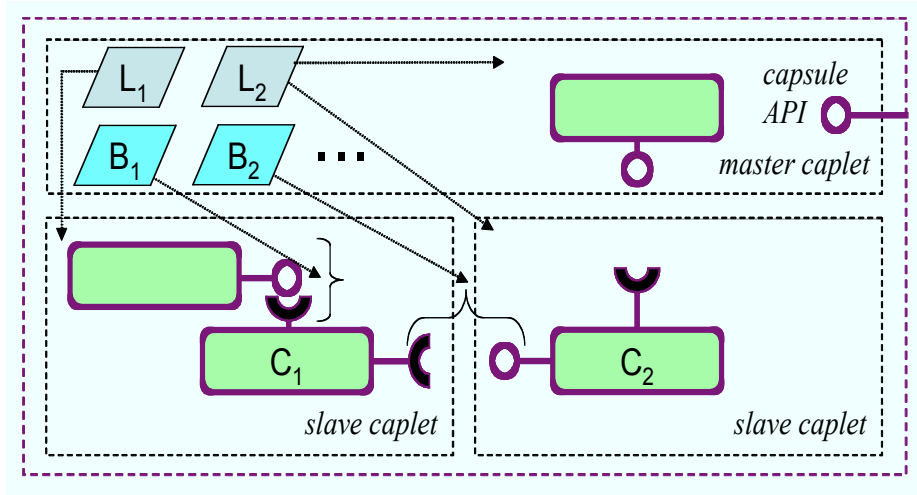 L1
L2
capsule
API
B1
B2
...
master caplet
C1
C2
slave caplet
slave caplet